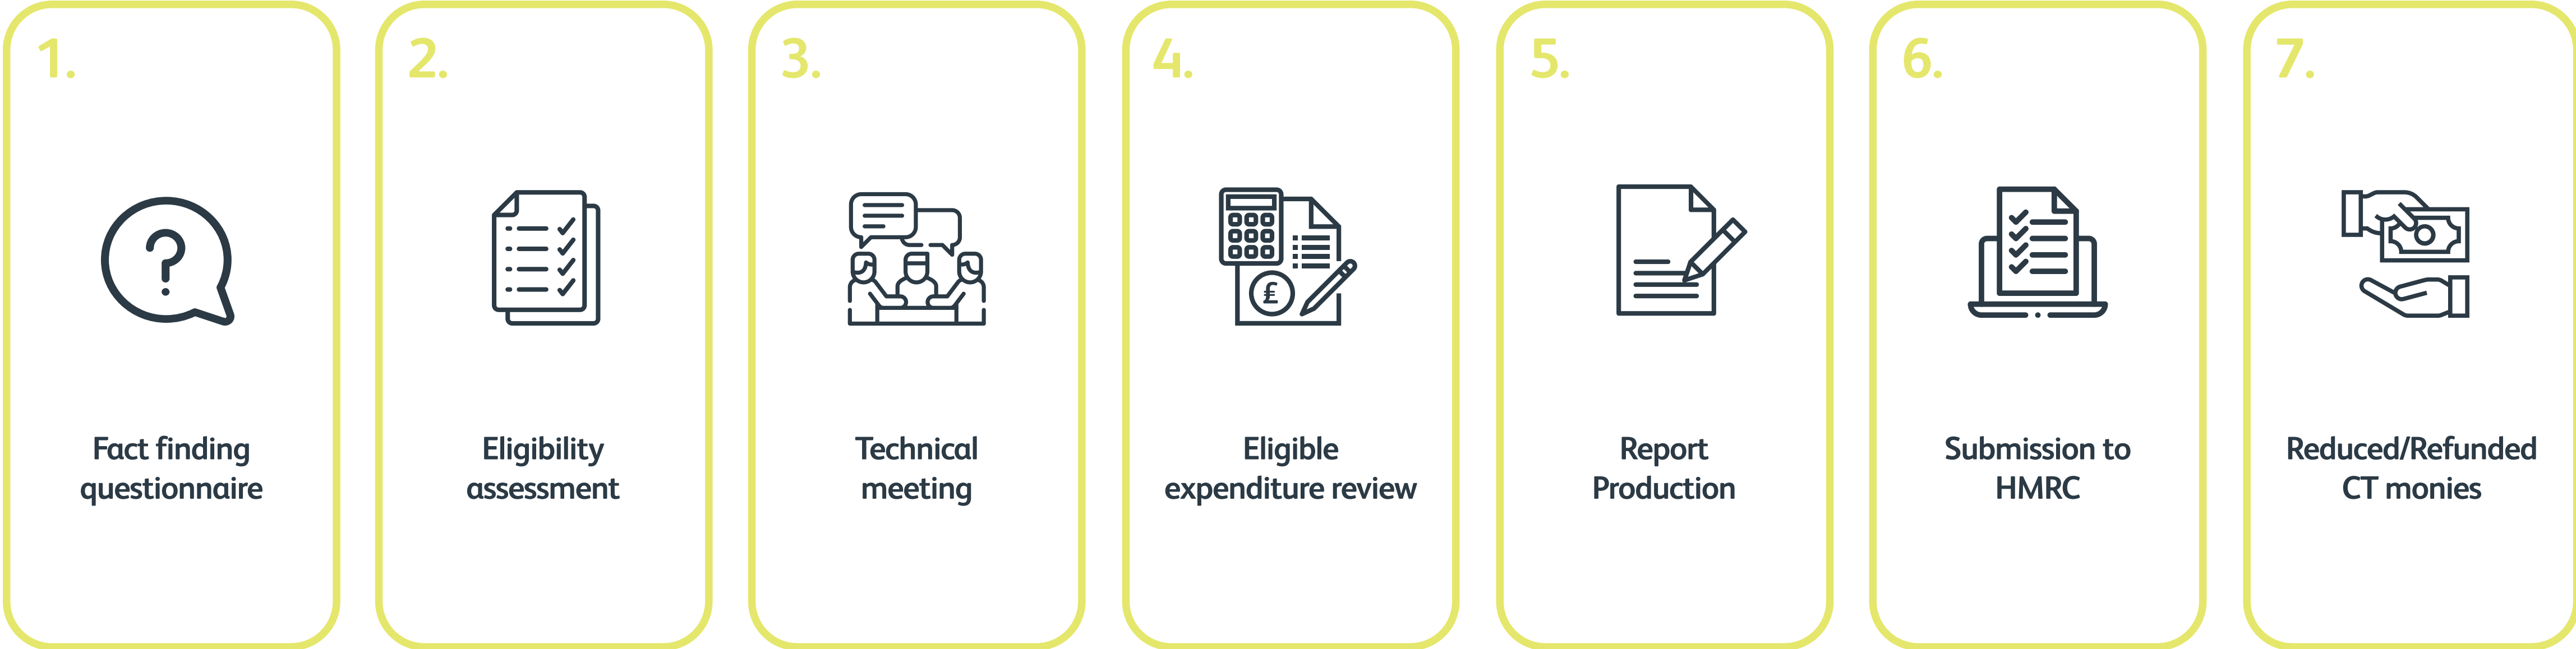 1.
Fact finding
questionnaire
2.
Eligibility
assessment
3.
Technical
meeting
4.
?
£
Eligible
expenditure review
5.
Report
Production
6.
Submission to
HMRC
7.
Reduced/Refunded
CT monies